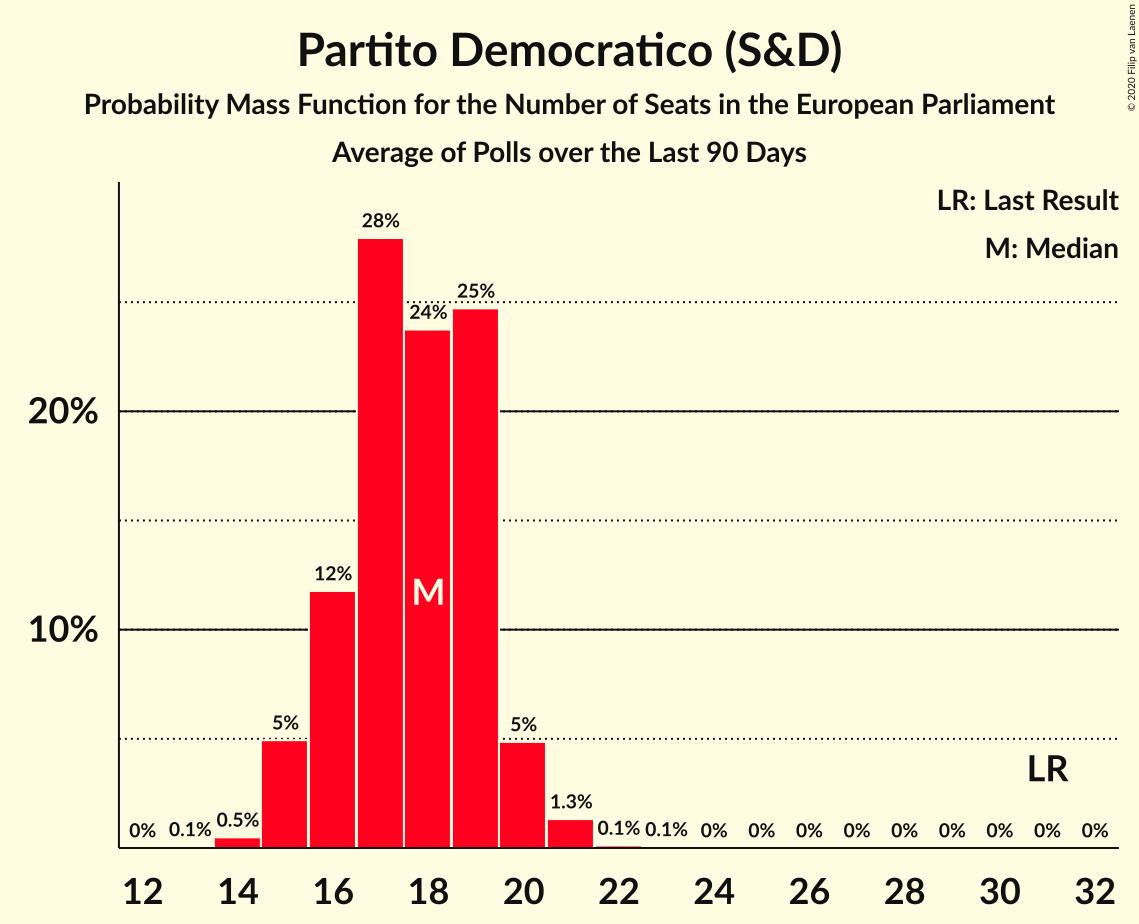 Partito Democratico (S&D)
Probability Mass Function for the Number of Seats in the European Parliament
Average of Polls over the Last 90 Days
© 2020 Filip van Laenen
LR: Last Result
M: Median
28%
25%
24%
20%
12%
M
10%
5%
5%
LR
1.3%
0.5%
0% 0.1% 0.1% 0.1% 0% 0% 0% 0% 0% 0% 0% 0% 0%
12 14 16 18 20 22 24 26 28 30 32